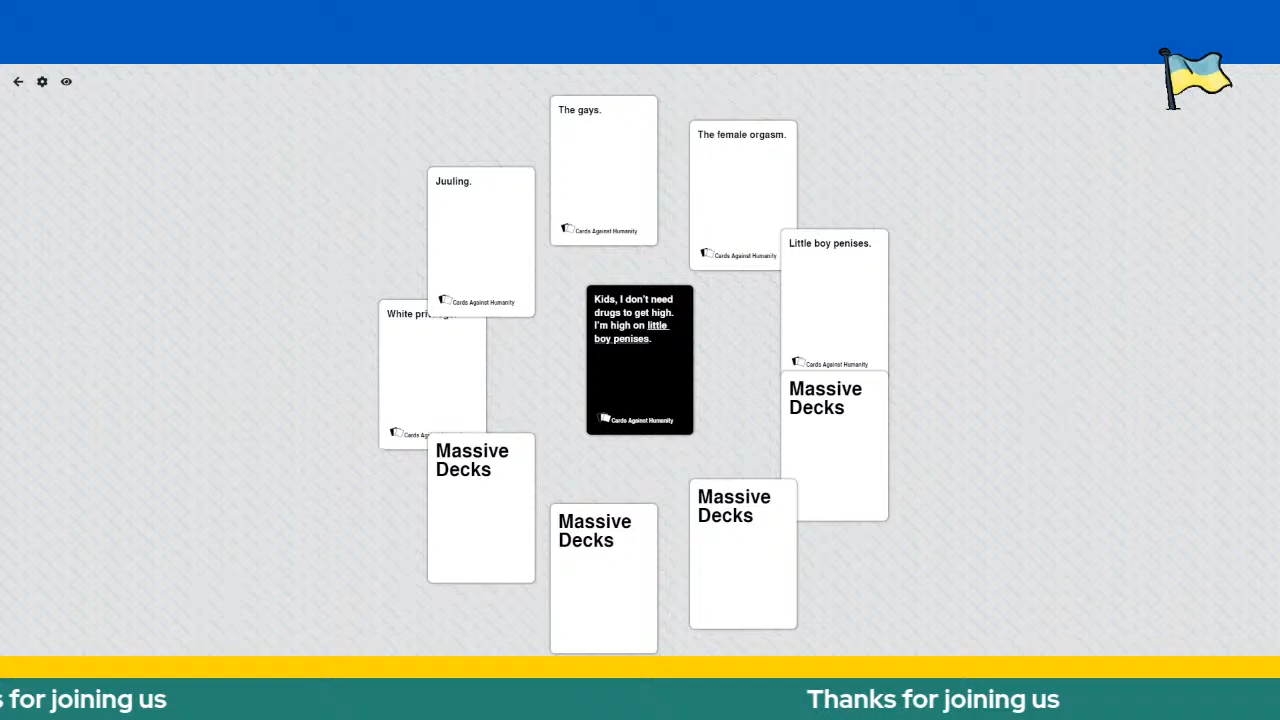 The gays.
Cards Against Humanity
The female orgasm.
Cards Against Humanity
Juuling.
Cards Against Humanity
Little boy penises.
Cards Against Humanity
Kids, I don't need
drugs to get high.
I'm high on little
boy penises.
Cards Against Humanity
White
Cards
Massive
Decks
Massive
Decks
Massive
Decks
Massive
Decks
for joining us
Thanks for joining us